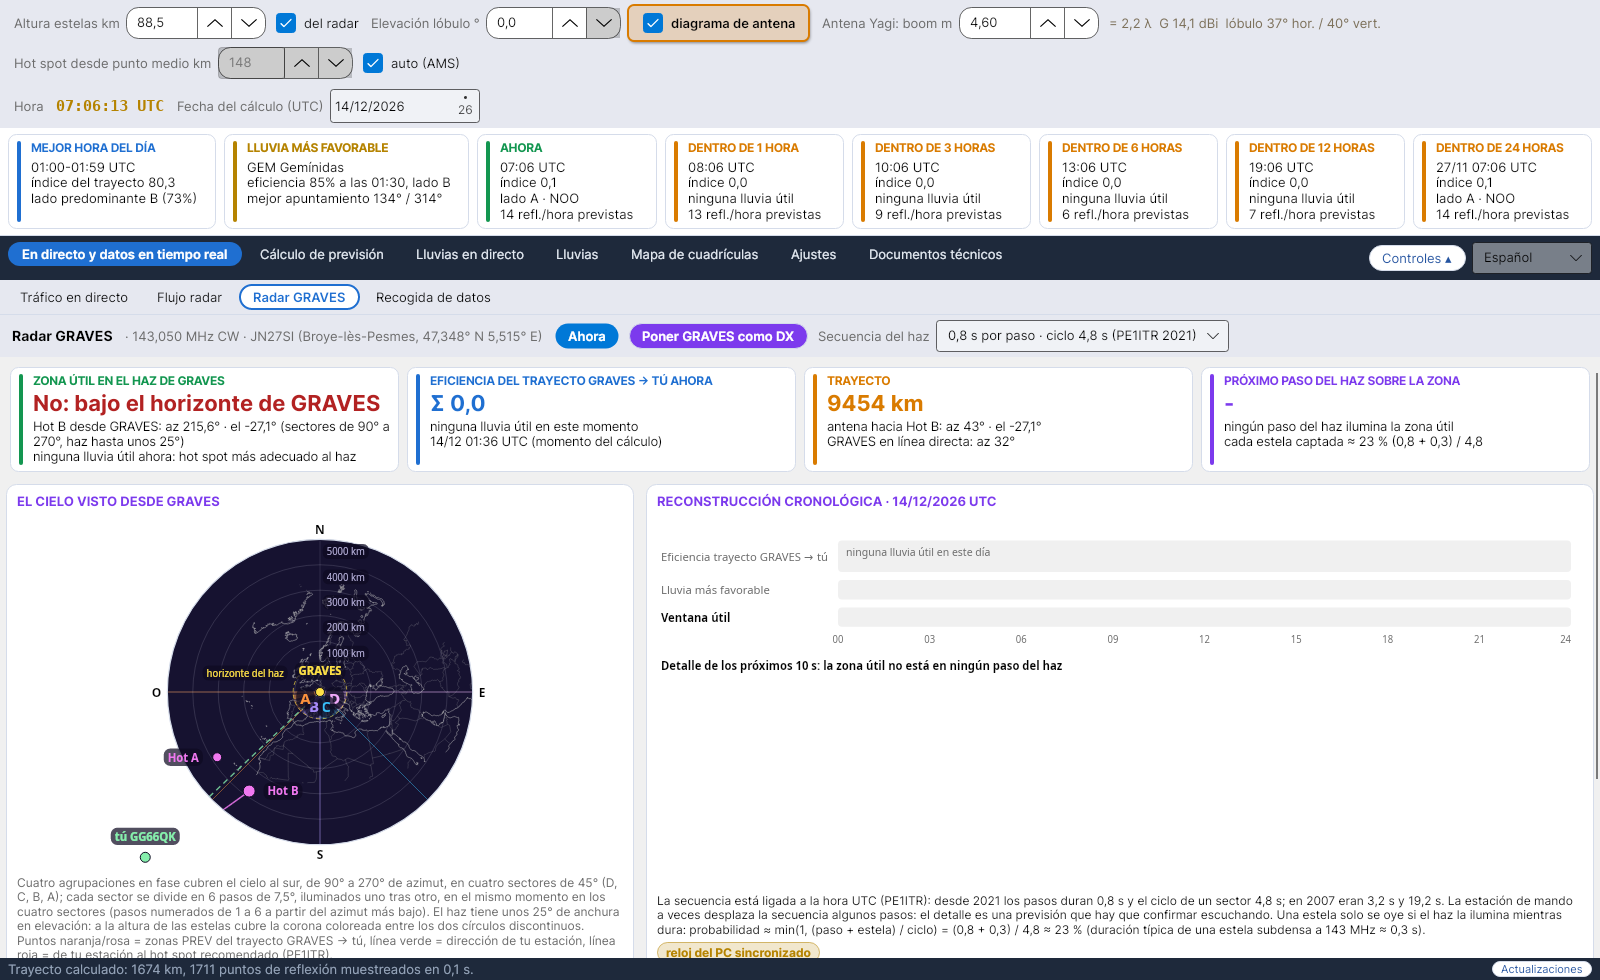 Altura estelas km 88,5 del radar Elevación lóbulo ° 0,0 diagrama de antena Antena Yagi: boom m 4,60 = 2,2 λ G 14,1 dBi lóbulo 37° hor. / 40° vert.
Hot spot desde punto medio km 148 auto (AMS)
Hora 07:06:13 UTC Fecha del cálculo (UTC) 14/12/2026 26
MEJOR HORA DEL DÍA
01:00-01:59 UTC
índice del trayecto 80,3
lado predominante B (73%)
LLUVIA MÁS FAVORABLE
GEM Gemínidas
eficiencia 85% a las 01:30, lado B
mejor apuntamiento 134° / 314°
AHORA
07:06 UTC
índice 0,1
lado A · NOO
14 refl./hora previstas
DENTRO DE 1 HORA
08:06 UTC
índice 0,0
ninguna lluvia útil
13 refl./hora previstas
DENTRO DE 3 HORAS
10:06 UTC
índice 0,0
ninguna lluvia útil
9 refl./hora previstas
DENTRO DE 6 HORAS
13:06 UTC
índice 0,0
ninguna lluvia útil
6 refl./hora previstas
DENTRO DE 12 HORAS
19:06 UTC
índice 0,0
ninguna lluvia útil
7 refl./hora previstas
DENTRO DE 24 HORAS
27/11 07:06 UTC
índice 0,1
lado A · NOO
14 refl./hora previstas
En directo y datos en tiempo real Cálculo de previsión Lluvias en directo Lluvias Mapa de cuadrículas Ajustes Documentos técnicos Controles ▴ Español
Tráfico en directo Flujo radar Radar GRAVES Recogida de datos
Radar GRAVES · 143,050 MHz CW · JN27SI (Broye-lès-Pesmes, 47,348° N 5,515° E) Ahora Poner GRAVES como DX Secuencia del haz 0,8 s por paso · ciclo 4,8 s (PE1ITR 2021)
ZONA ÚTIL EN EL HAZ DE GRAVES
No: bajo el horizonte de GRAVES
Hot B desde GRAVES: az 215,6° · el -27,1° (sectores de 90° a
270°, haz hasta unos 25°)
ninguna lluvia útil ahora: hot spot más adecuado al haz
EFICIENCIA DEL TRAYECTO GRAVES → TÚ AHORA
Σ 0,0
ninguna lluvia útil en este momento
14/12 01:36 UTC (momento del cálculo)
TRAYECTO
9454 km
antena hacia Hot B: az 43° · el -27,1°
GRAVES en línea directa: az 32°
PRÓXIMO PASO DEL HAZ SOBRE LA ZONA
–
ningún paso del haz ilumina la zona útil
cada estela captada ≈ 23 % (0,8 + 0,3) / 4,8
EL CIELO VISTO DESDE GRAVES
N
5000 km
4000 km
3000 km
2000 km
1000 km
horizonte del haz GRAVES
O E
A D
B C
Hot A
Hot B
tú GG66QK
S
Cuatro agrupaciones en fase cubren el cielo al sur, de 90° a 270° de azimut, en cuatro sectores de 45° (D,
C, B, A); cada sector se divide en 6 pasos de 7,5°, iluminados uno tras otro, en el mismo momento en los
cuatro sectores (pasos numerados de 1 a 6 a partir del azimut más bajo). El haz tiene unos 25° de anchura
en elevación: a la altura de las estelas cubre la corona coloreada entre los dos círculos discontinuos.
Puntos naranja/rosa = zonas PREV del trayecto GRAVES → tú, línea verde = dirección de tu estación, línea
roja = de tu estación al hot spot recomendado (PE1ITR).
RECONSTRUCCIÓN CRONOLÓGICA · 14/12/2026 UTC
Eficiencia trayecto GRAVES → tú ninguna lluvia útil en este día
Lluvia más favorable
Ventana útil
00 03 06 09 12 15 18 21 24
Detalle de los próximos 10 s: la zona útil no está en ningún paso del haz
La secuencia está ligada a la hora UTC (PE1ITR): desde 2021 los pasos duran 0,8 s y el ciclo de un sector 4,8 s; en 2007 eran 3,2 s y 19,2 s. La estación de mando
a veces desplaza la secuencia algunos pasos: el detalle es una previsión que hay que confirmar escuchando. Una estela solo se oye si el haz la ilumina mientras
dura: probabilidad ≈ min(1, (paso + estela) / ciclo) = (0,8 + 0,3) / 4,8 ≈ 23 % (duración típica de una estela subdensa a 143 MHz ≈ 0,3 s).
reloj del PC sincronizado
Trayecto calculado: 1674 km, 1711 puntos de reflexión muestreados en 0,1 s. Actualizaciones